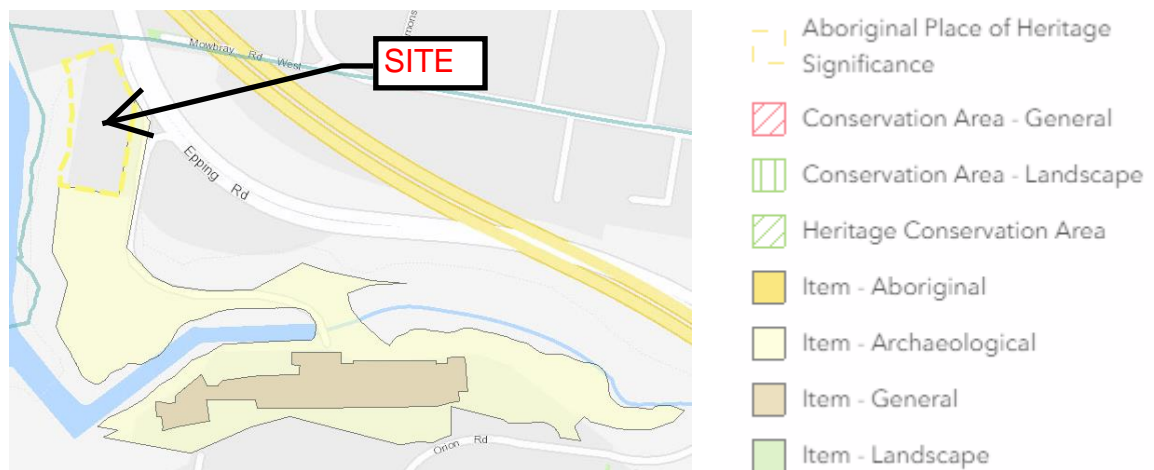 Mowbray Rd West
SITE
Epping Rd
Orion Rd
Aboriginal Place of Heritage
Significance
Conservation Area - General
Conservation Area - Landscape
Heritage Conservation Area
Item - Aboriginal
Item - Archaeological
Item - General
Item - Landscape